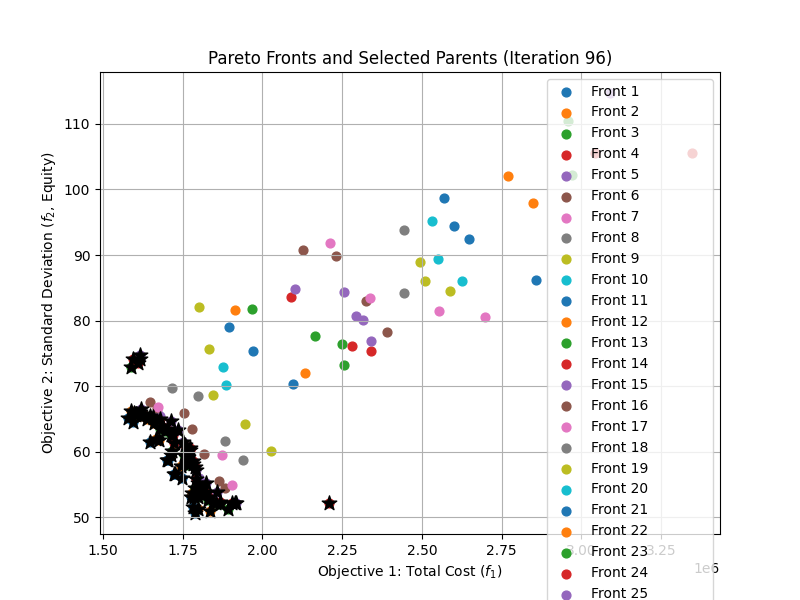 Pareto Fronts and Selected Parents (Iteration 96)
Objective 2: Standard Deviation (f2, Equity)
110
100
90
80
70
60
50
1.50
1.75
2.00
2.25
2.50
2.75
3.00
3.25
1e6
Objective 1: Total Cost (f1)
Front 1
Front 2
Front 3
Front 4
Front 5
Front 6
Front 7
Front 8
Front 9
Front 10
Front 11
Front 12
Front 13
Front 14
Front 15
Front 16
Front 17
Front 18
Front 19
Front 20
Front 21
Front 22
Front 23
Front 24
Front 25